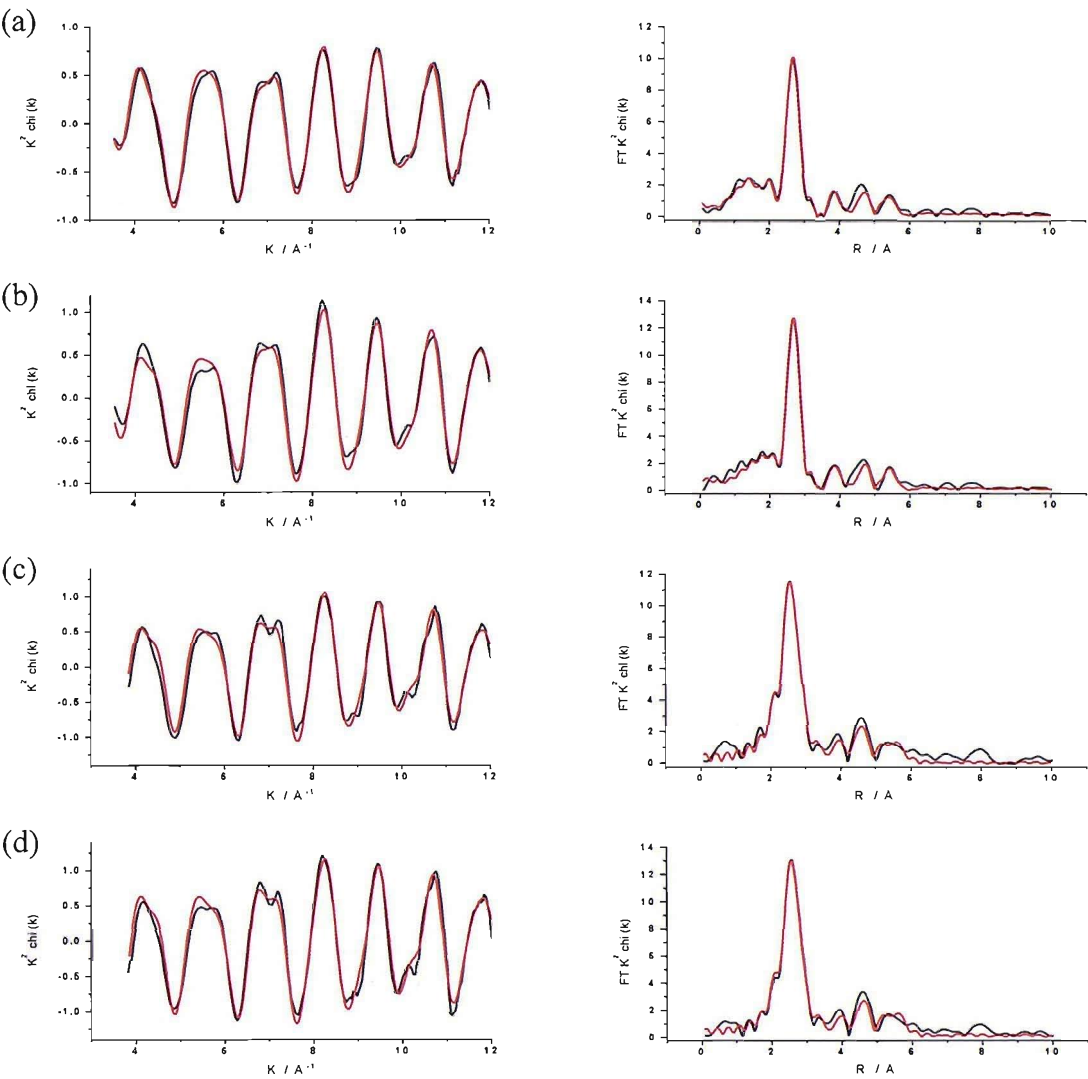 (a)
1.0
0.5
0.0
-0.5
-1.0
K² chi (k)
4 6 8 10 12
K / A⁻¹
12
10
8
6
4
2
0
FT K² chi (k)
0 2 4 6 8 10
R / A
(b)
1.0
0.5
0.0
-0.5
-1.0
K² chi (k)
4 6 8 10 12
K / A⁻¹
14
12
10
8
6
4
2
0
FT K² chi (k)
0 2 4 6 8 10
R / A
(c)
1.0
0.5
0.0
-0.5
-1.0
K² chi (k)
4 6 8 10 12
K / A⁻¹
12
10
8
6
4
2
0
FT K² chi (k)
0 2 4 6 8 10
R / A
(d)
1.0
0.5
0.0
-0.5
-1.0
K² chi (k)
4 6 8 10 12
K / A⁻¹
14
12
10
8
6
4
2
0
FT K² chi (k)
0 2 4 6 8 10
R / A